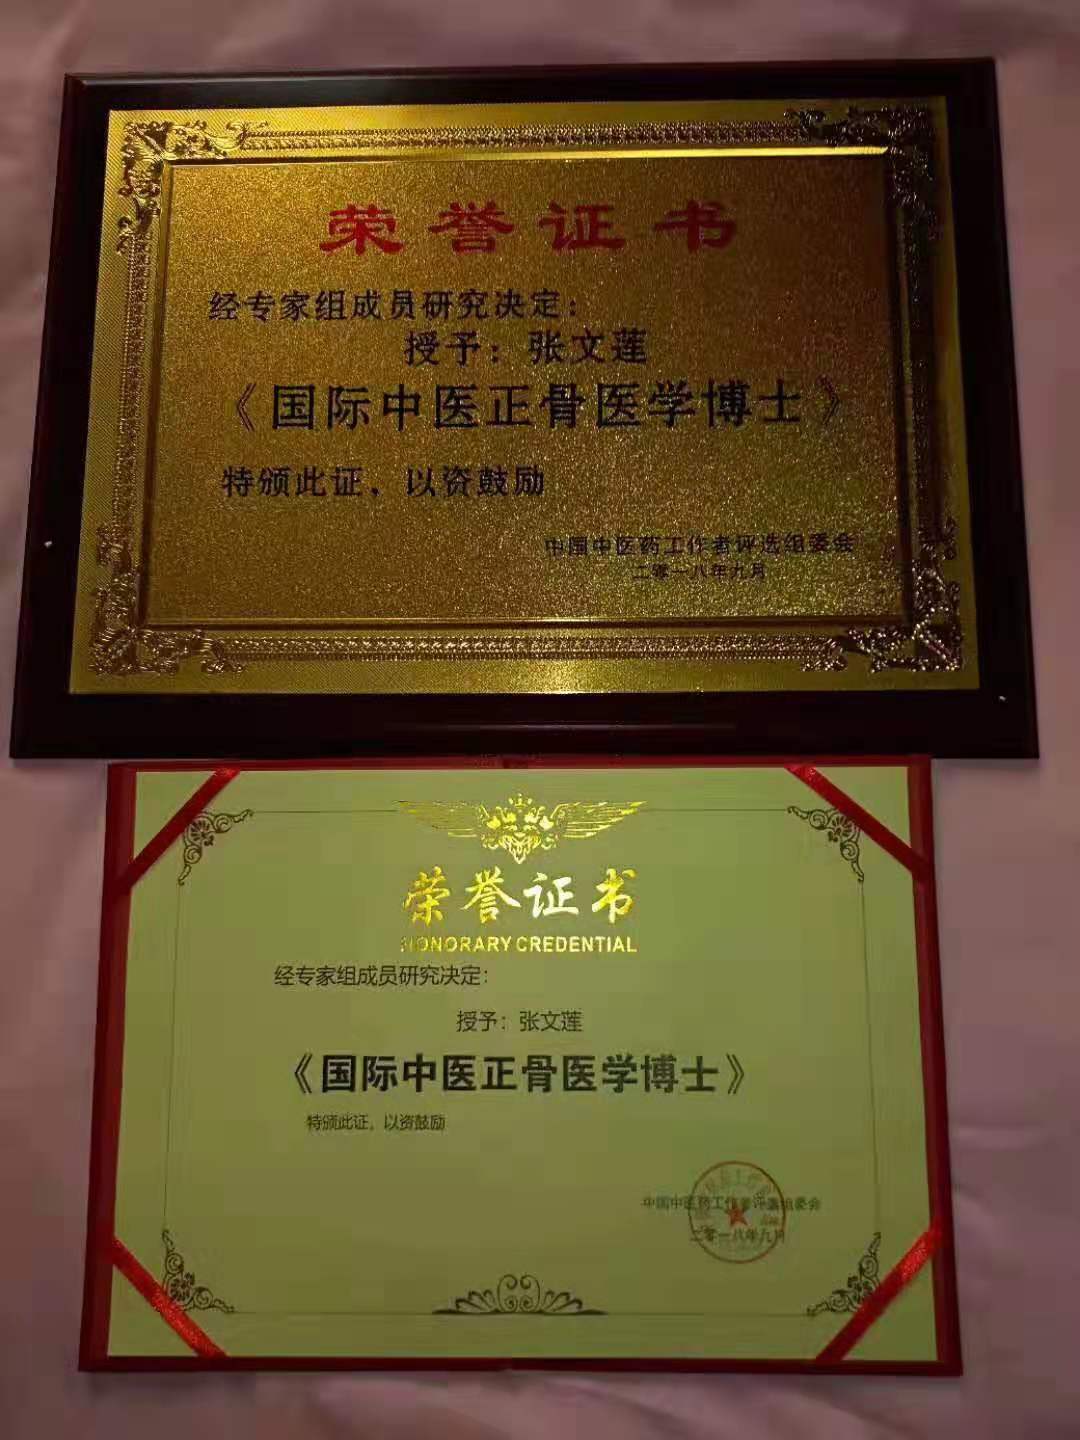 荣誉证书
经专家组成员研究决定：
授予：张文莲
《国际中医正骨医学博士》
特颁此证，以资鼓励
中国中医药工作者评选组委会
二零一八年九月
荣誉证书
HONORARY CREDENTIAL
经专家组成员研究决定：
授予：张文莲
《国际中医正骨医学博士》
特颁此证，以资鼓励
中国中医药工作者评选组委会
二零一八年九月